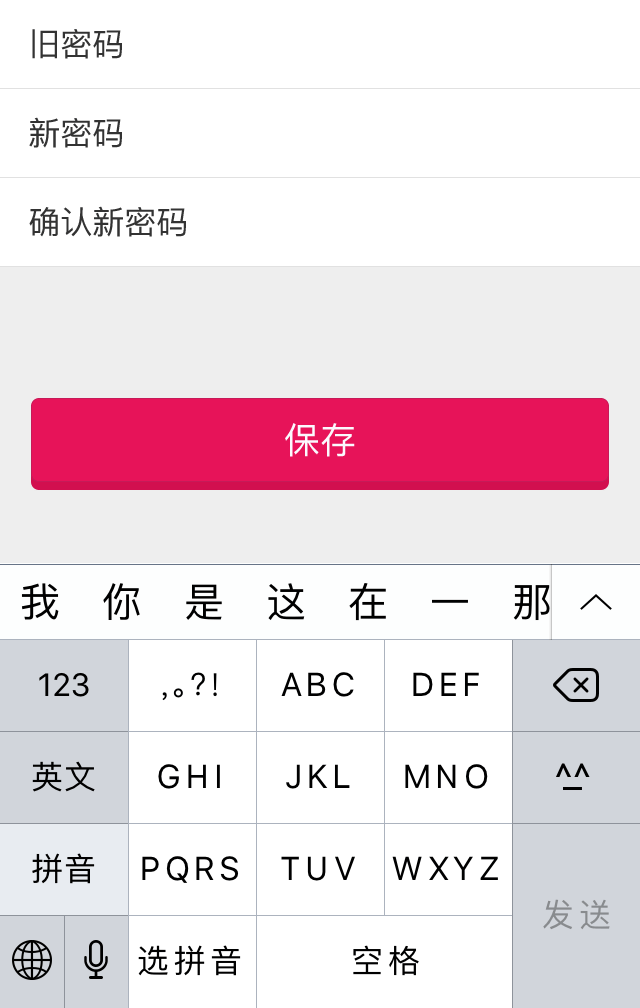 旧密码
新密码
确认新密码
保存
我 你 是 这 在 一 那
123 ,。?! ABC DEF
英文 GHI JKL MNO ^^
拼音 PQRS TUV WXYZ
发送
选拼音 空格